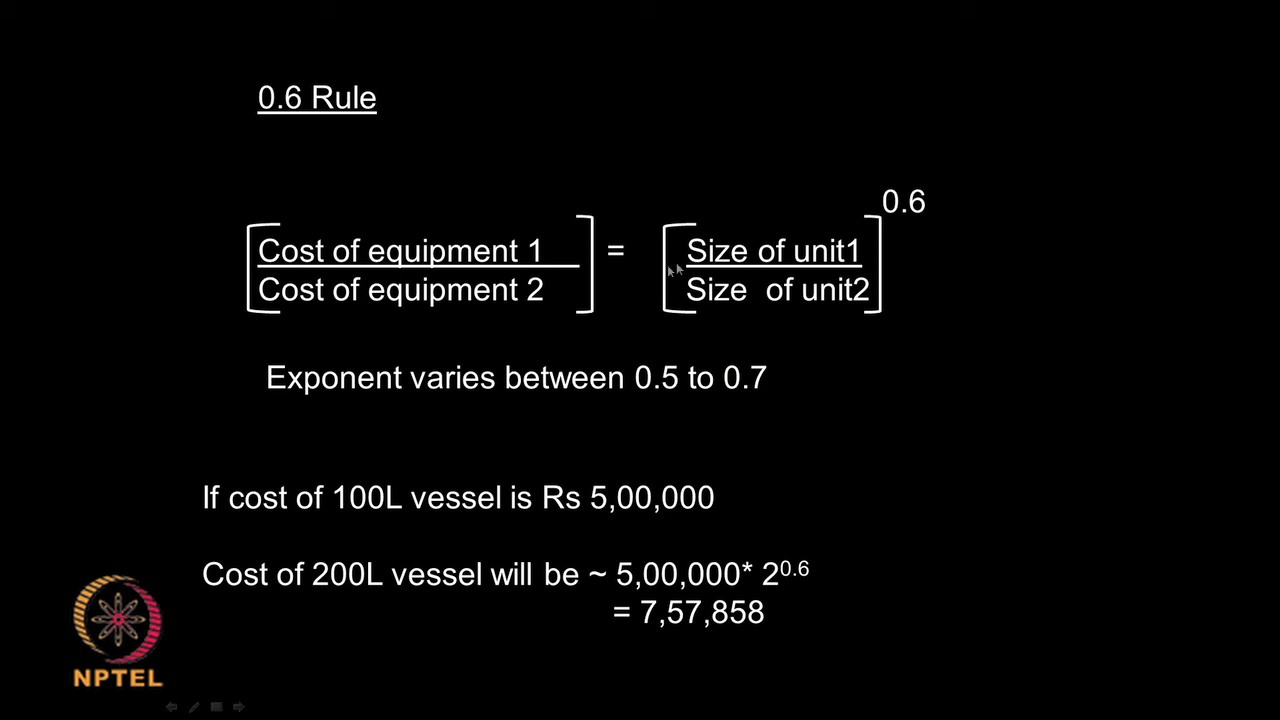 0.6 Rule
0.6
Cost of equipment 1 = Size of unit1
Cost of equipment 2 Size of unit2
Exponent varies between 0.5 to 0.7
If cost of 100L vessel is Rs 5,00,000
Cost of 200L vessel will be ~ 5,00,000* 2^0.6
= 7,57,858
NPTEL